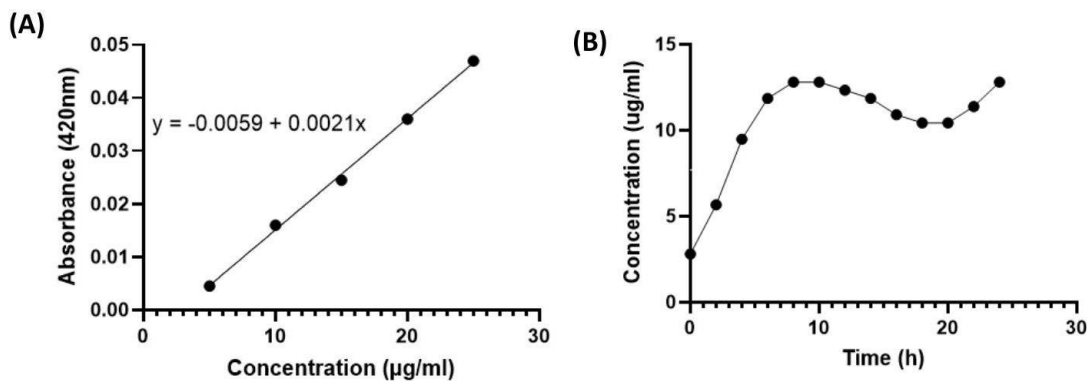 (A)
Absorbance (420nm)
0.05
0.04
0.03
0.02
0.01
0.00
y = -0.0059 + 0.0021x
0 10 20 30
Concentration (µg/ml)
(B)
Concentration (ug/ml)
15
10
5
0
0 10 20 30
Time (h)